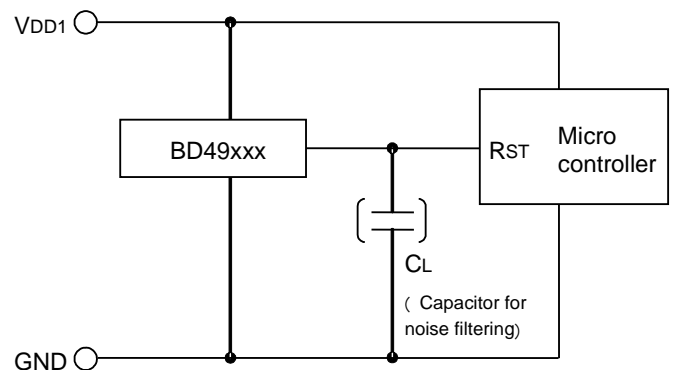 VDD1
BD49xxx
RST
Micro
controller
CL
( Capacitor for
noise filtering)
GND